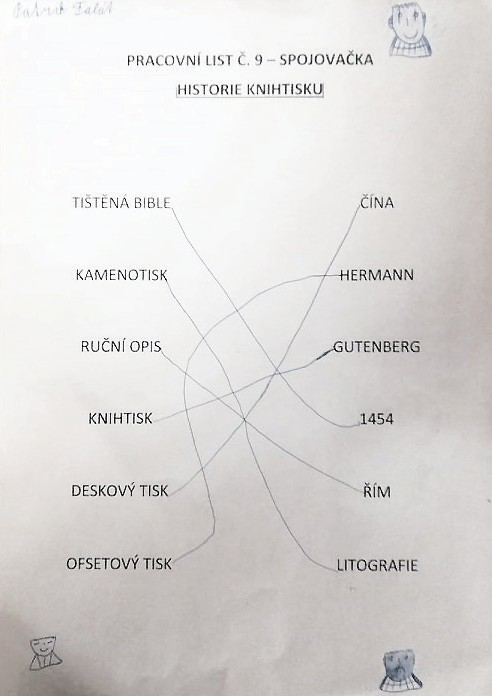 PRACOVNÍ LIST Č. 9 – SPOJOVAČKA
HISTORIE KNIHTISKU
TIŠTĚNÁ BIBLE ČÍNA
KAMENOTISK HERMANN
RUČNÍ OPIS GUTENBERG
KNIHTISK 1454
DESKOVÝ TISK ŘÍM
OFSETOVÝ TISK LITOGRAFIE